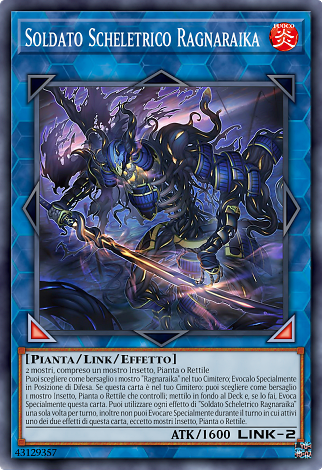 Soldato Scheletrico Ragnaraika
FUOCO
炎
[Pianta/Link/Effetto]
2 mostri, compreso un mostro Insetto, Pianta o Rettile
Puoi scegliere come bersaglio 1 mostro "Ragnaraika" nel tuo Cimitero; Evocalo Specialmente
in Posizione di Difesa. Se questa carta è nel tuo Cimitero: puoi scegliere come bersaglio
1 mostro Insetto, Pianta o Rettile che controlli; mettilo in fondo al Deck e, se lo fai, Evoca
Specialmente questa carta. Puoi utilizzare ogni effetto di "Soldato Scheletrico Ragnaraika"
una sola volta per turno, inoltre non puoi Evocare Specialmente durante il turno in cui attivi
uno dei due effetti di questa carta, eccetto mostri Insetto, Pianta o Rettile.
ATK/1600 LINK-2
43129357